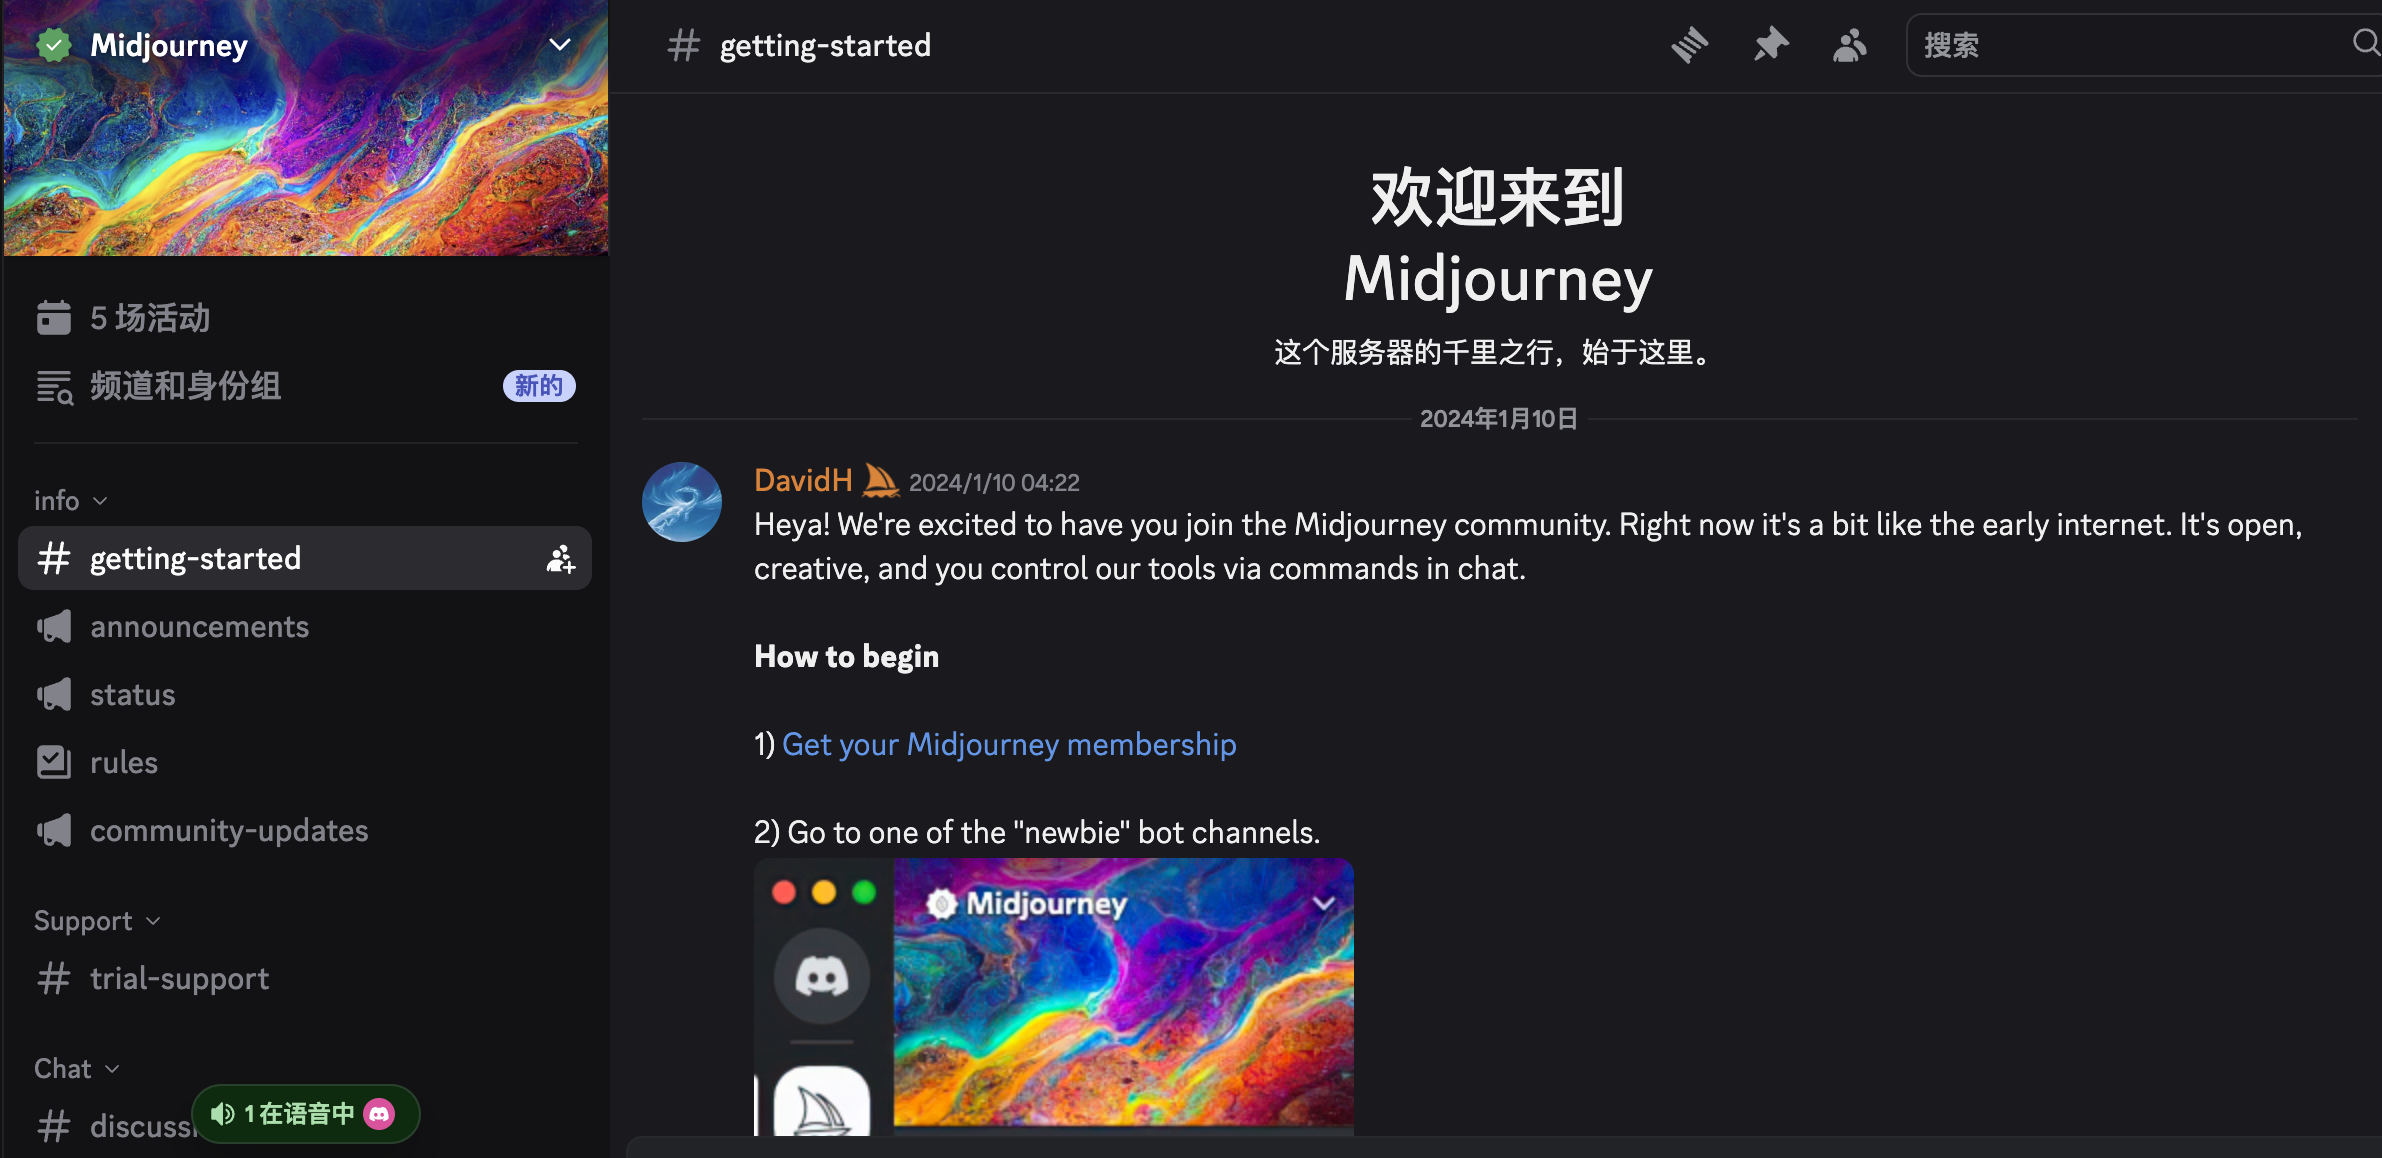 Midjourney
5 场活动
频道和身份组
新的
info
getting-started
announcements
status
rules
community-updates
Support
trial-support
Chat
1 在语音中
getting-started
搜索
欢迎来到
Midjourney
这个服务器的千里之行，始于这里。
2024年1月10日
DavidH 2024/1/10 04:22
Heya! We're excited to have you join the Midjourney community. Right now it's a bit like the early internet. It's open,
creative, and you control our tools via commands in chat.
How to begin
1) Get your Midjourney membership
2) Go to one of the "newbie" bot channels.
Midjourney